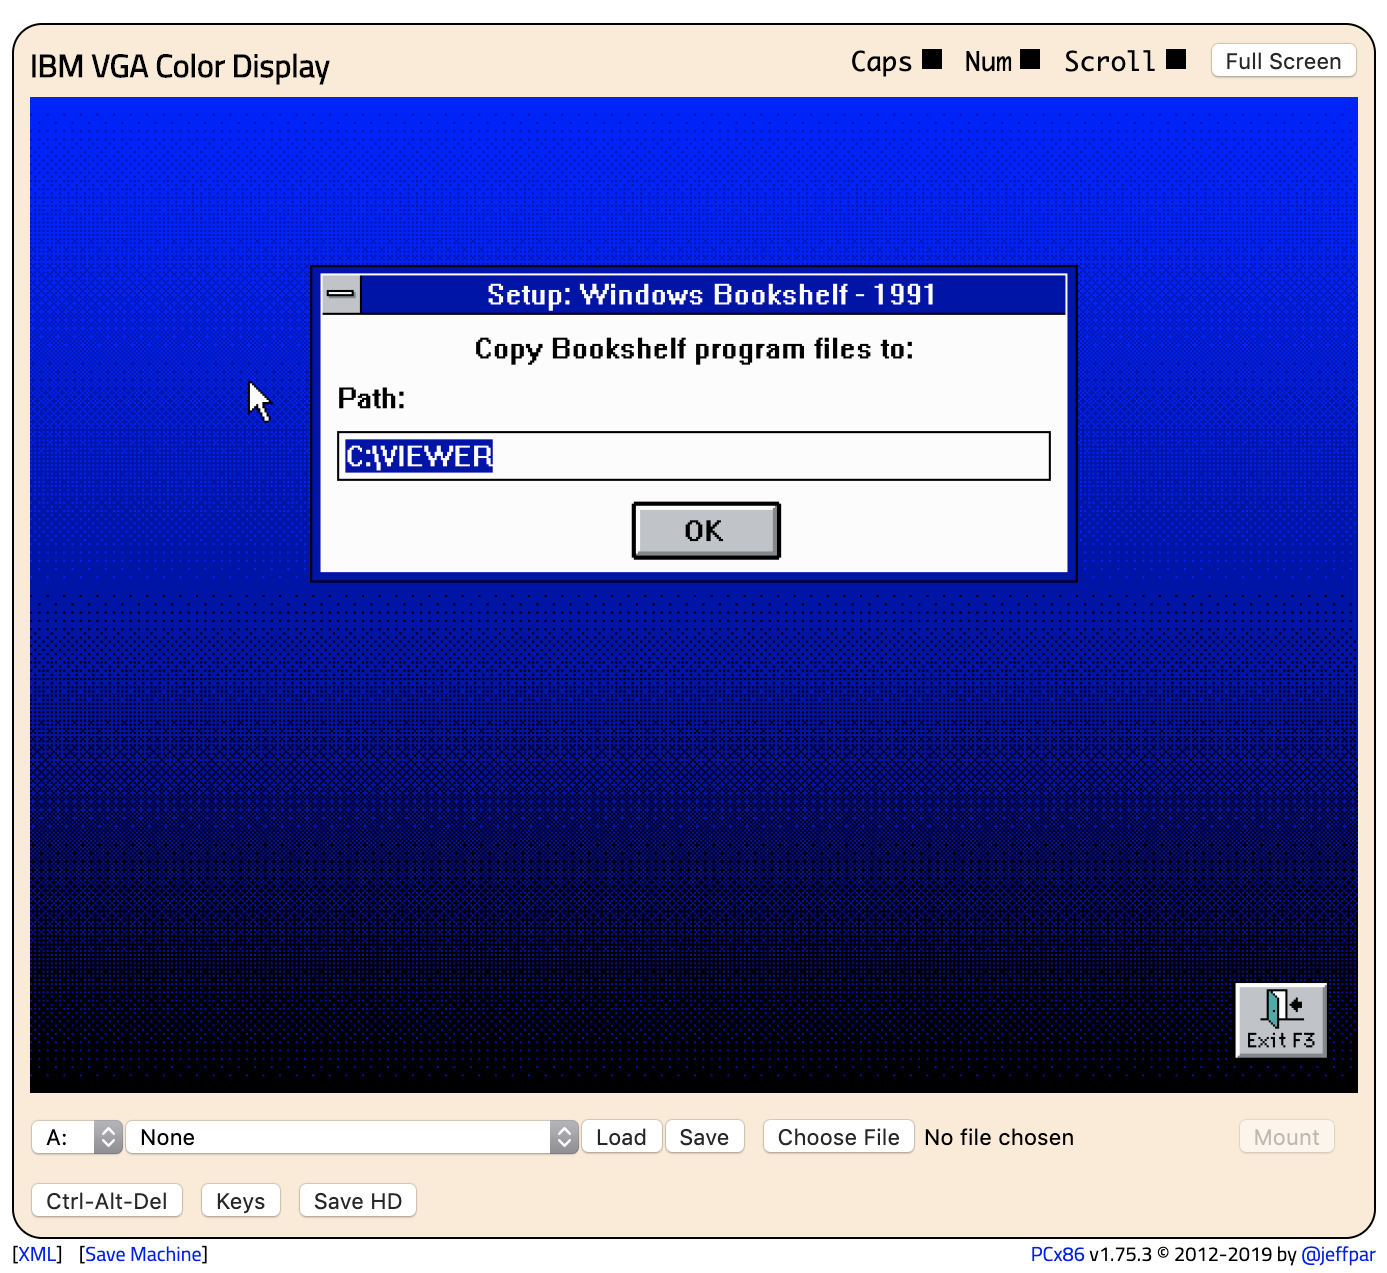 IBM VGA Color Display
Caps Num Scroll Full Screen
Setup: Windows Bookshelf - 1991
Copy Bookshelf program files to:
Path:
C:\VIEWER
OK
Exit F3
A: None Load Save Choose File No file chosen Mount
Ctrl-Alt-Del Keys Save HD
[XML] [Save Machine] PCx86 v1.75.3 © 2012-2019 by @jeffpar